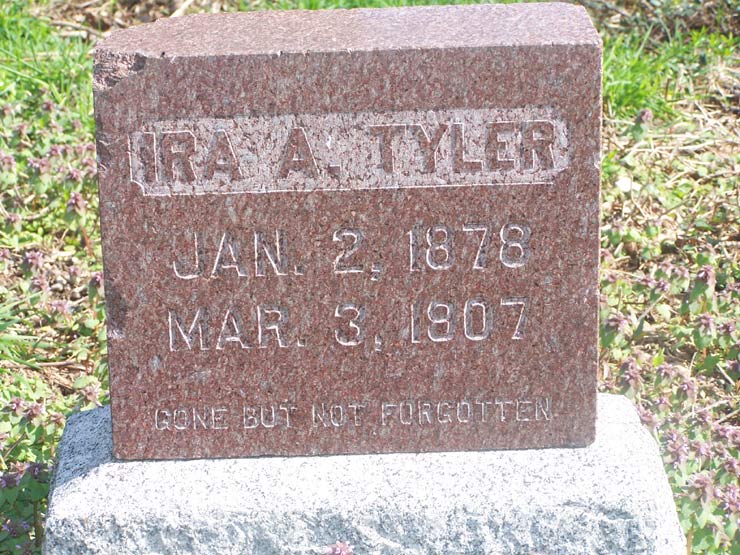 IRA A. TYLER
JAN. 2, 1878
MAR. 3, 1907
GONE BUT NOT FORGOTTEN